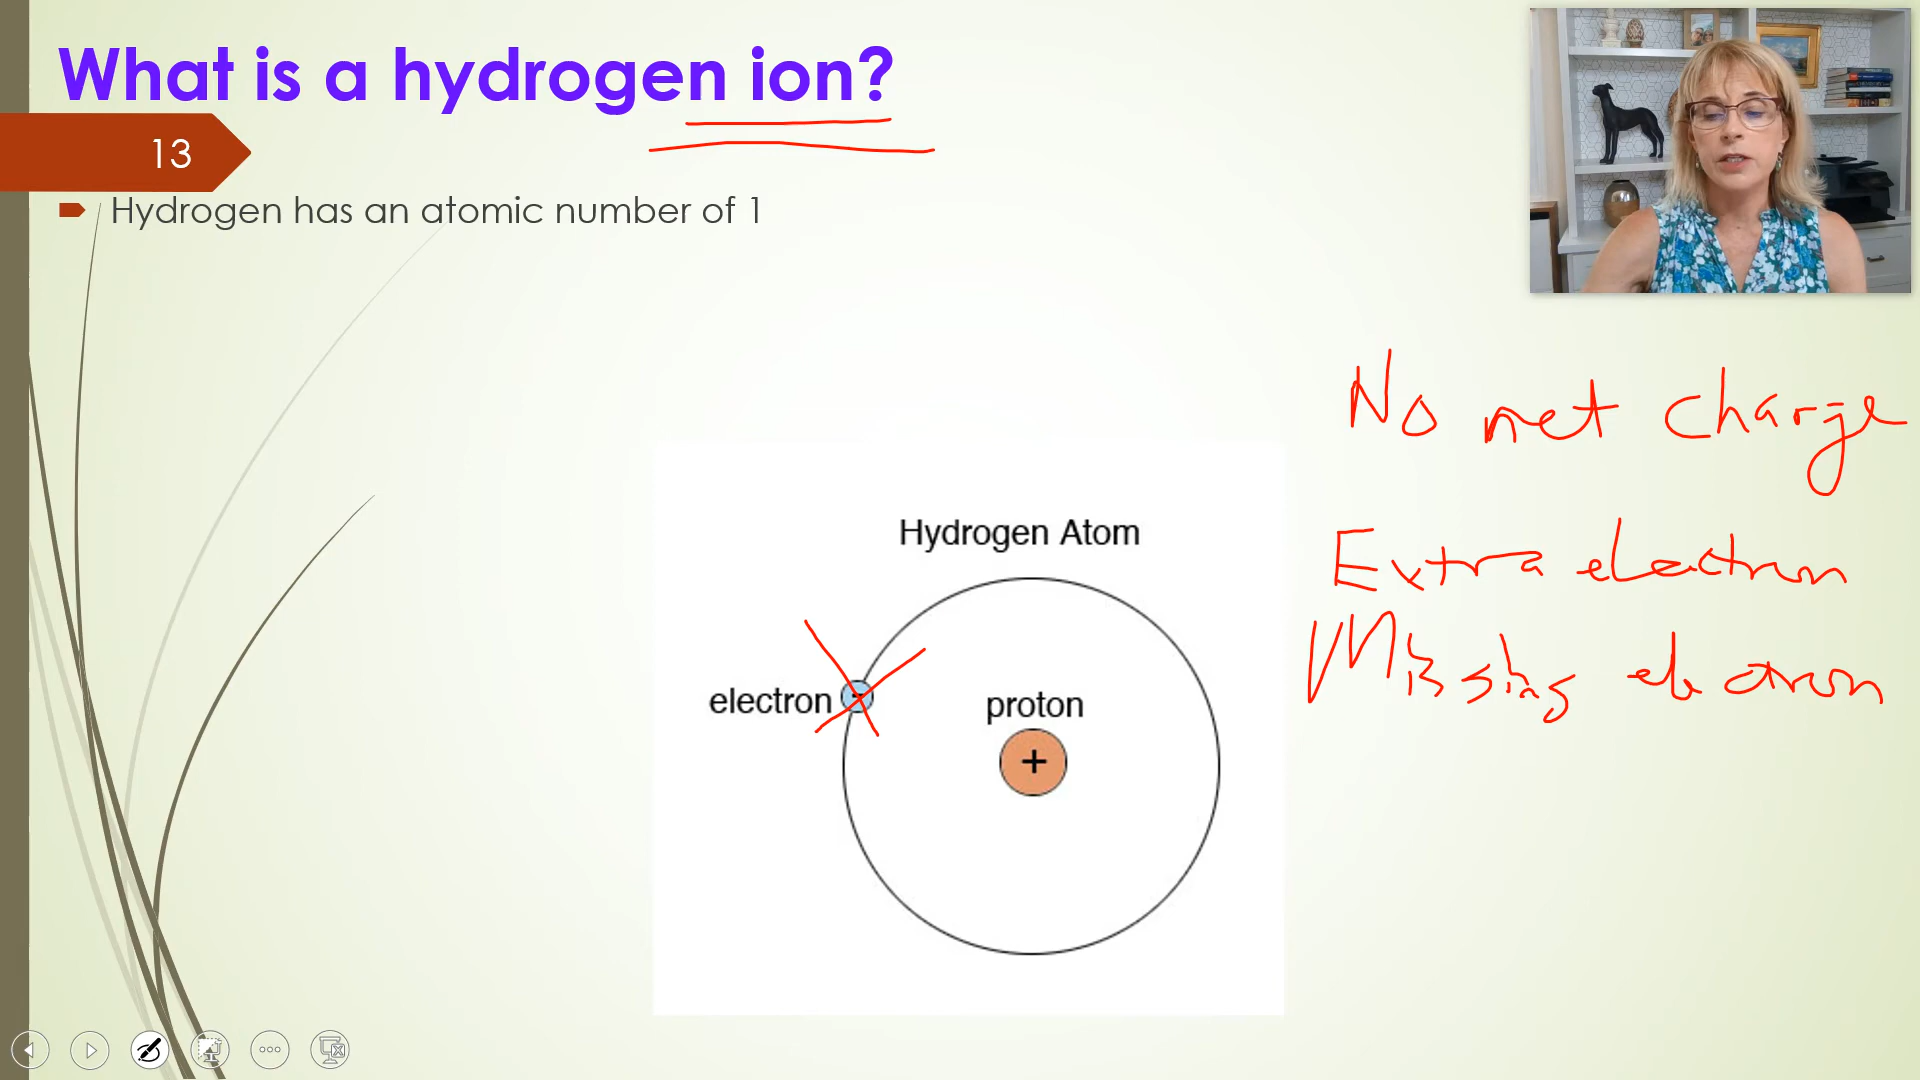 What is a hydrogen ion?
13
Hydrogen has an atomic number of 1
No net charge
Extra electron
Missing electron
Hydrogen Atom
electron
-
proton
+